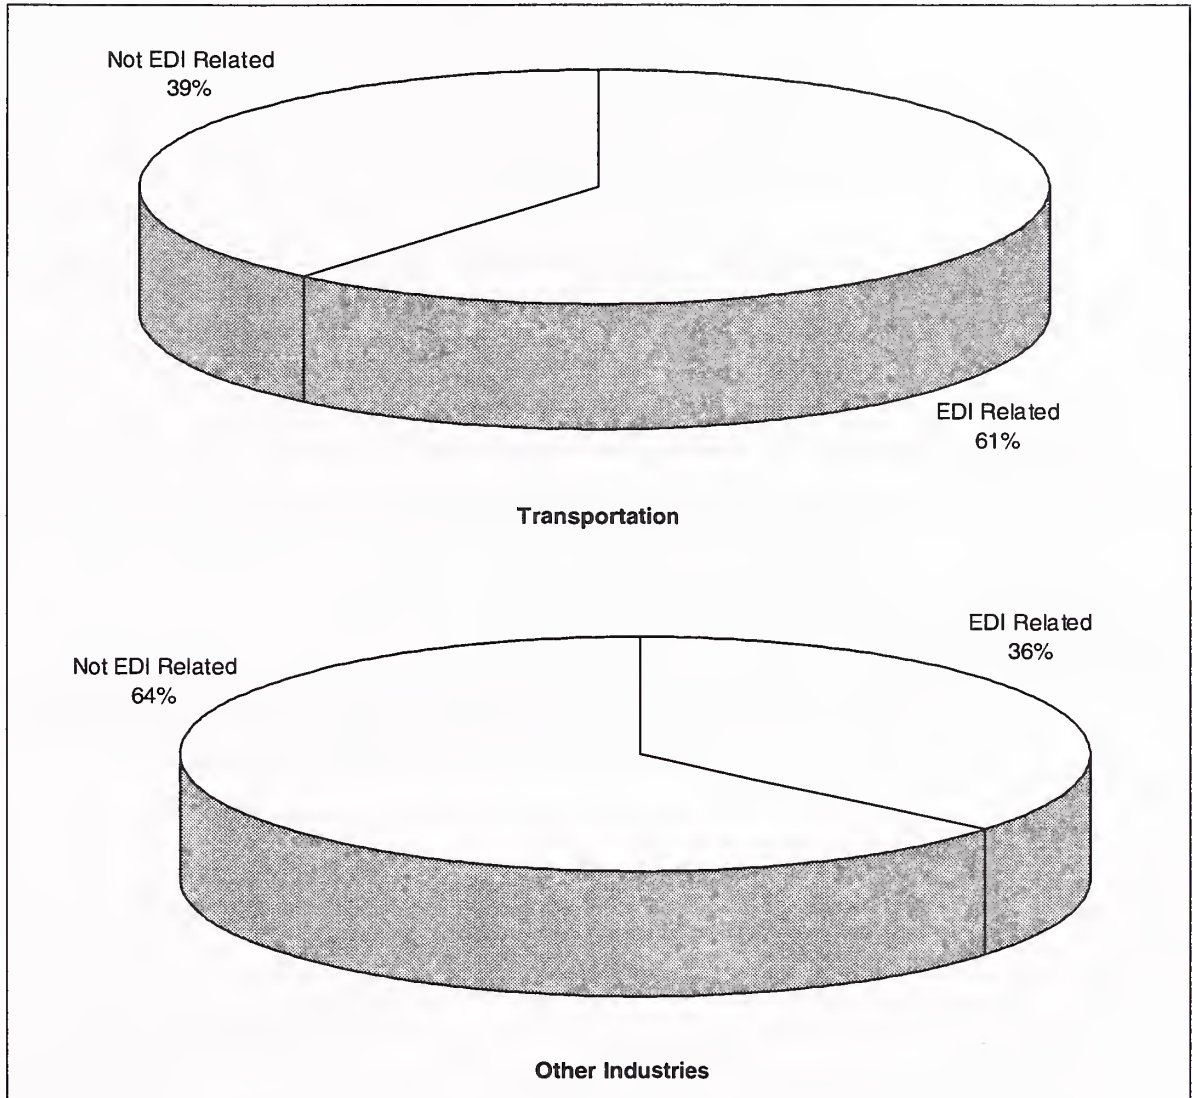 Not EDI Related
39%
EDI Related
61%
Transportation
EDI Related
36%
Not EDI Related
64%
Other Industries